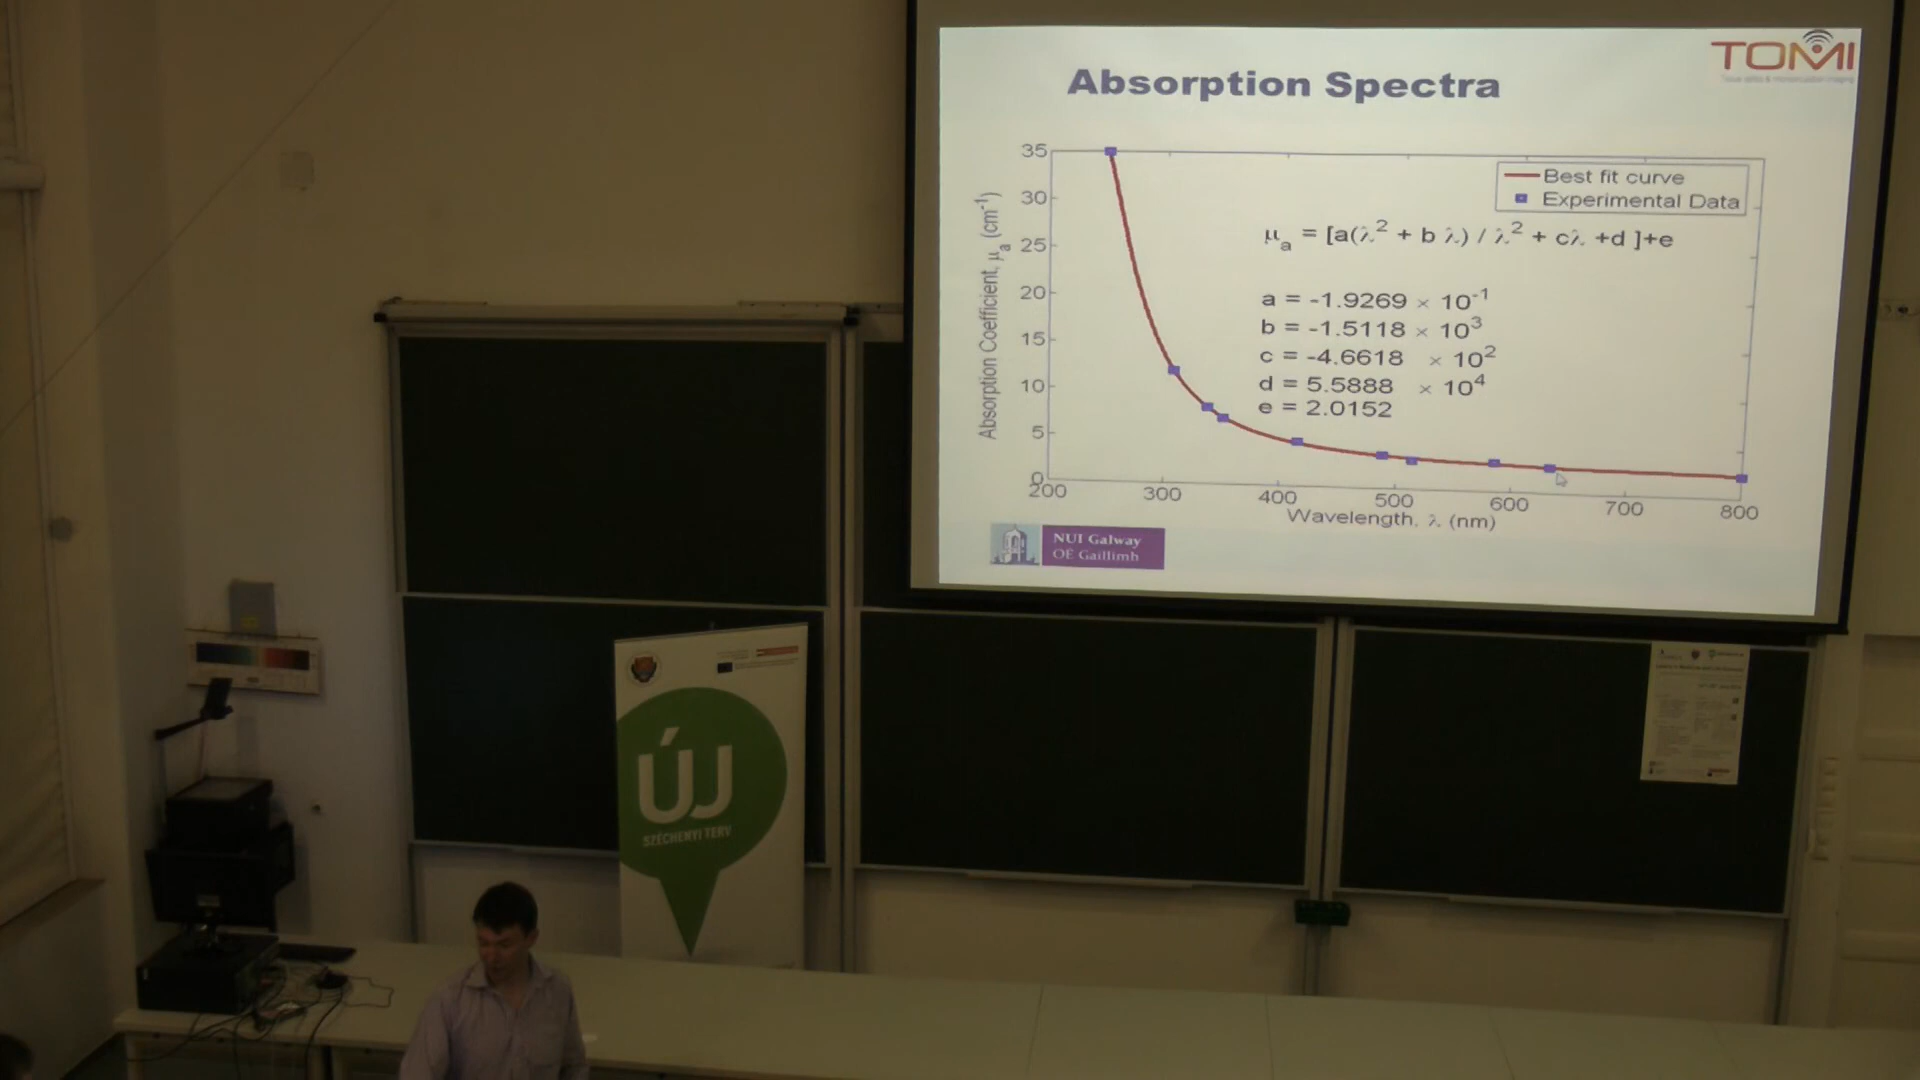 TOMI
Absorption Spectra
35
30
25
20
15
10
5
0
Absorption Coefficient, μa (cm-1)
Best fit curve
Experimental Data
μa = [a(λ2 + b λ) / λ2 + cλ +d ]+e
a = -1.9269 × 10-1
b = -1.5118 × 103
c = -4.6618 × 102
d = 5.5888 × 104
e = 2.0152
200 300 400 500 600 700 800
Wavelength, λ (nm)
NUI Galway
OÉ Gaillimh
ÚJ
SZÉCHENYI TERV